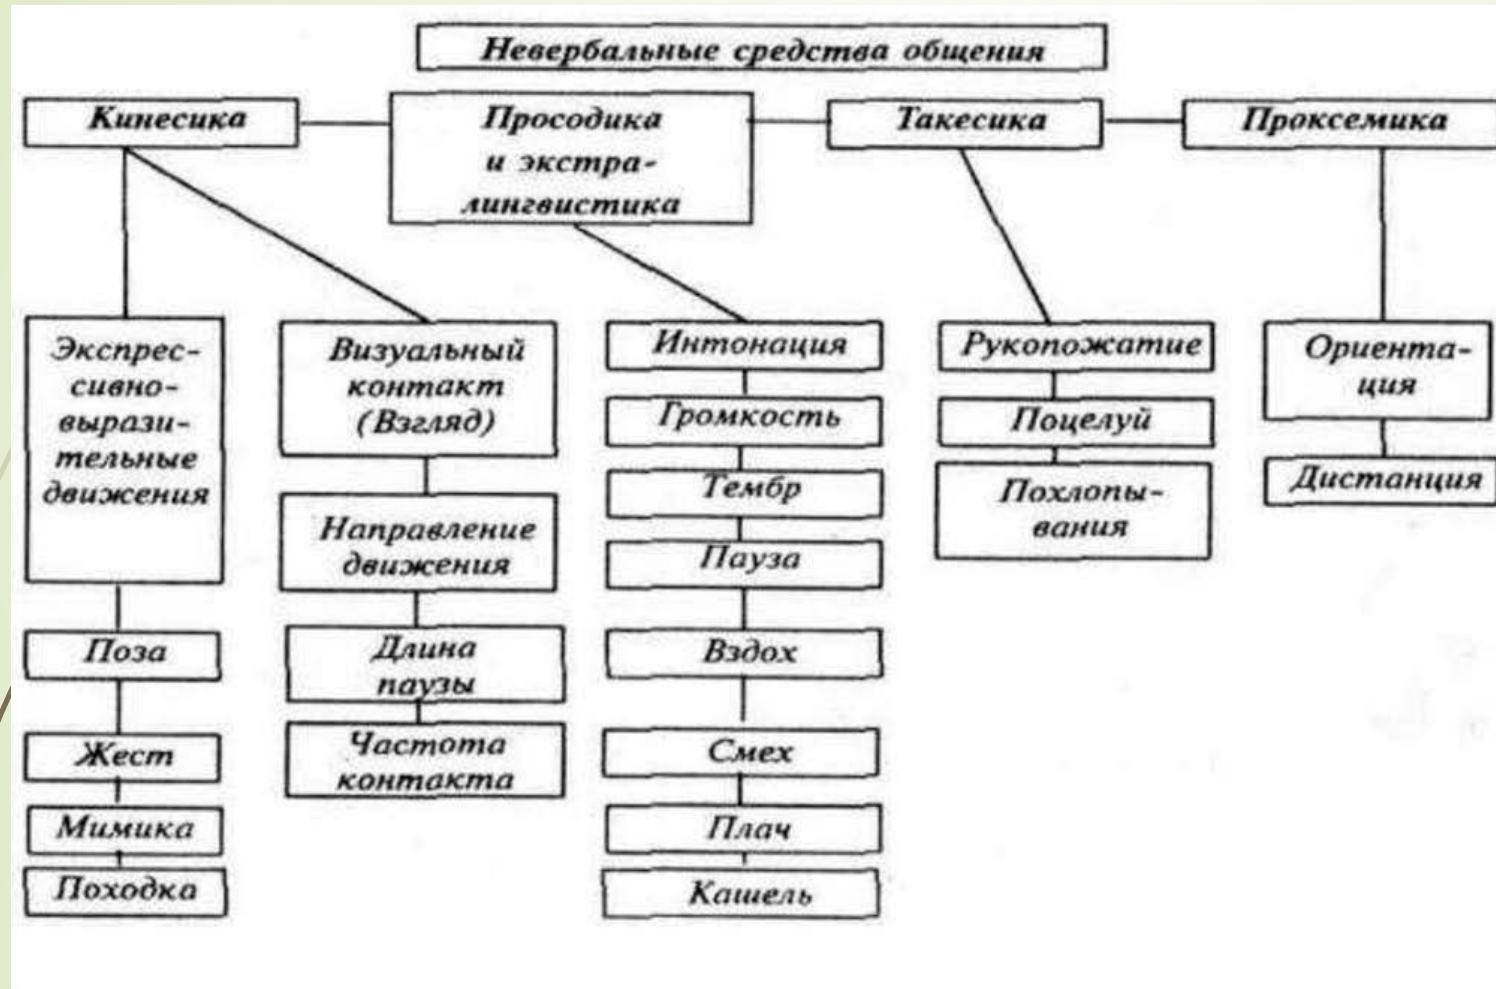 Невербальные средства общения
Кинесика
Просодика
и экстра-
лингвистика
Такесика
Проксемика
Экспрес-
сивно-
вырази-
тельные
движения
Поза
Жест
Мимика
Походка
Визуальный
контакт
(Взгляд)
Направление
движения
Длина
паузы
Частота
контакта
Интонация
Громкость
Тембр
Пауза
Вздох
Смех
Плач
Кашель
Рукопожатие
Поцелуй
Похлопы-
вания
Ориента-
ция
Дистанция